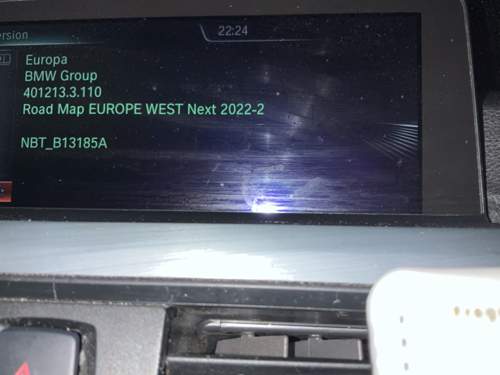 ersion
22:24
Europa
BMW Group
401213.3.110
Road Map EUROPE WEST Next 2022-2
NBT_B13185A